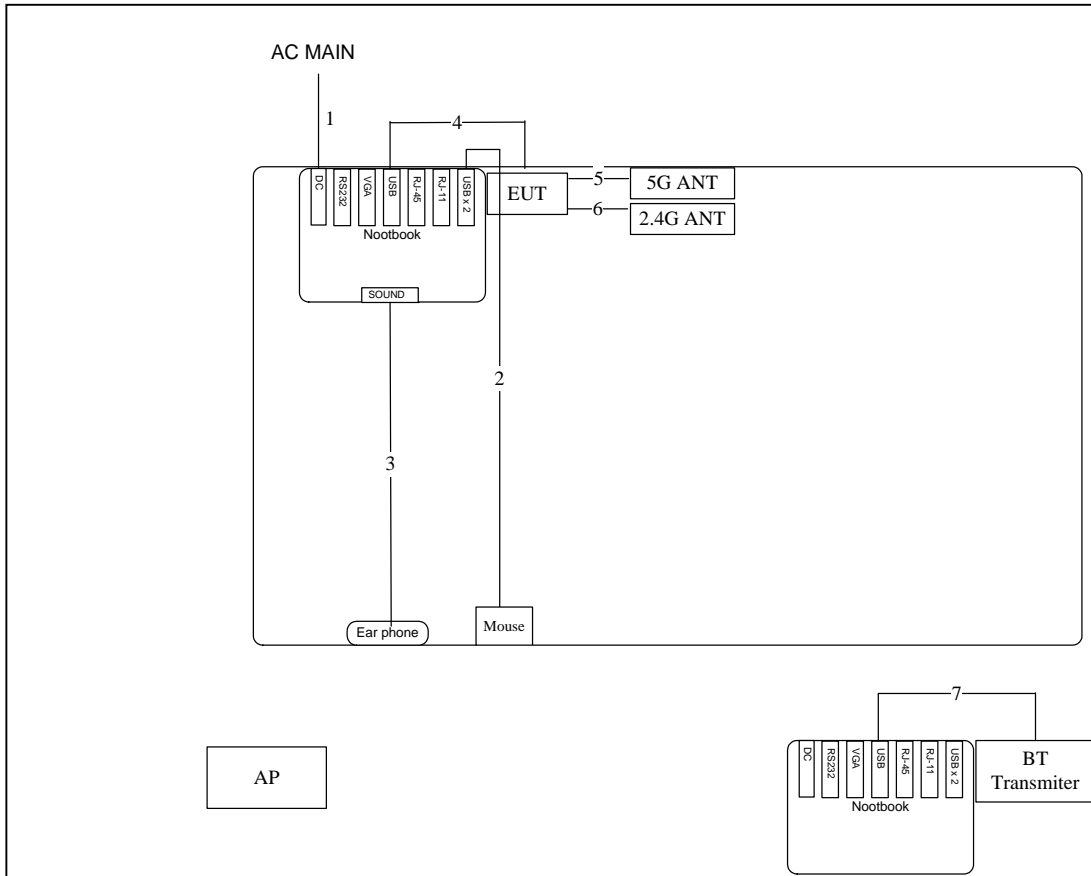 AC MAIN
1
4
DC
RS232
VGA
USB
RJ-45
RJ-11
USB x 2
EUT
5
5G ANT
6
2.4G ANT
Nootbook
SOUND
2
3
Ear phone
Mouse
7
AP
DC
RS232
VGA
USB
RJ-45
RJ-11
USB x 2
BT
Transmiter
Nootbook